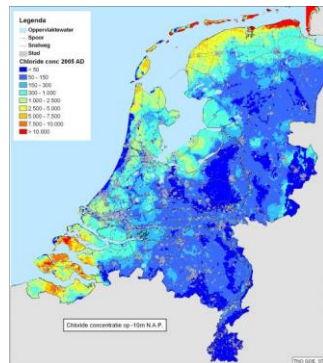 Legenda
Oppervlaktewater
Spoor
Snelweg
Stad
Chloride conc 2005 AD
< 50
50 - 150
150 - 300
300 - 1.000
1.000 - 2.500
2.500 - 5.000
5.000 - 7.500
7.500 - 10.000
> 10.000
Chloride concentratie op -10m N.A.P.